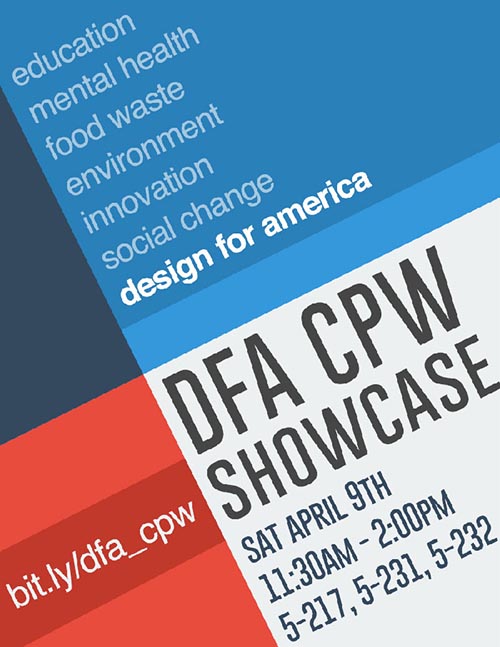 education
mental health
food waste
environment
innovation
social change
design for america
DFA CPW
SHOWCASE
SAT APRIL 9TH
11:30AM - 2:00PM
5-217, 5-231, 5-232
bit.ly/dfa_cpw